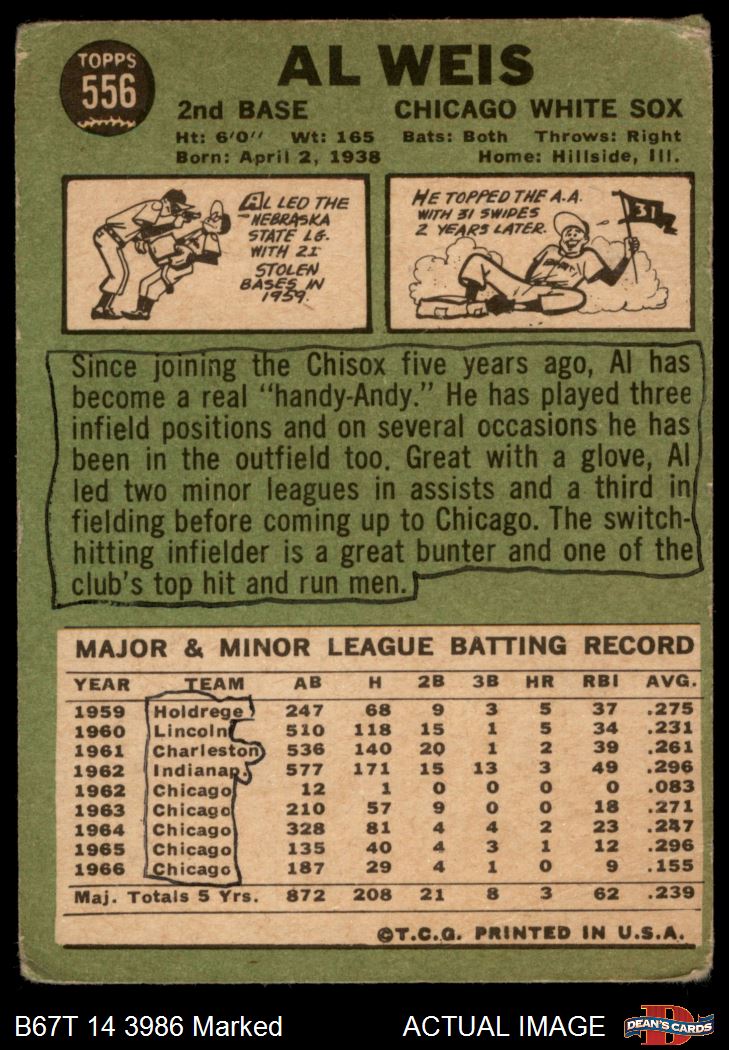 TOPPS
556
AL WEIS
2nd BASE CHICAGO WHITE SOX
Ht: 6'0" Wt: 165 Bats: Both Throws: Right
Born: April 2, 1938 Home: Hillside, Ill.
AL LED THE
NEBRASKA
STATE LG.
WITH 21
STOLEN
BASES IN
1959.
HE TOPPED THE A.A.
WITH 31 SWIPES
2 YEARS LATER.
31
Since joining the Chisox five years ago, Al has
become a real "handy-Andy." He has played three
infield positions and on several occasions he has
been in the outfield too. Great with a glove, Al
led two minor leagues in assists and a third in
fielding before coming up to Chicago. The switch-
hitting infielder is a great bunter and one of the
club's top hit and run men.
MAJOR & MINOR LEAGUE BATTING RECORD
YEAR TEAM AB H 2B 3B HR RBI AVG.
1959 Holdrege 247 68 9 3 5 37 .275
1960 Lincoln 510 118 15 1 5 34 .231
1961 Charleston 536 140 20 1 2 39 .261
1962 Indianap. 577 171 15 13 3 49 .296
1962 Chicago 12 1 0 0 0 0 .083
1963 Chicago 210 57 9 0 0 18 .271
1964 Chicago 328 81 4 4 2 23 .247
1965 Chicago 135 40 4 3 1 12 .296
1966 Chicago 187 29 4 1 0 9 .155
Maj. Totals 5 Yrs. 872 208 21 8 3 62 .239
©T.C.G. PRINTED IN U.S.A.
B67T 14 3986 Marked ACTUAL IMAGE
DEAN'S CARDS